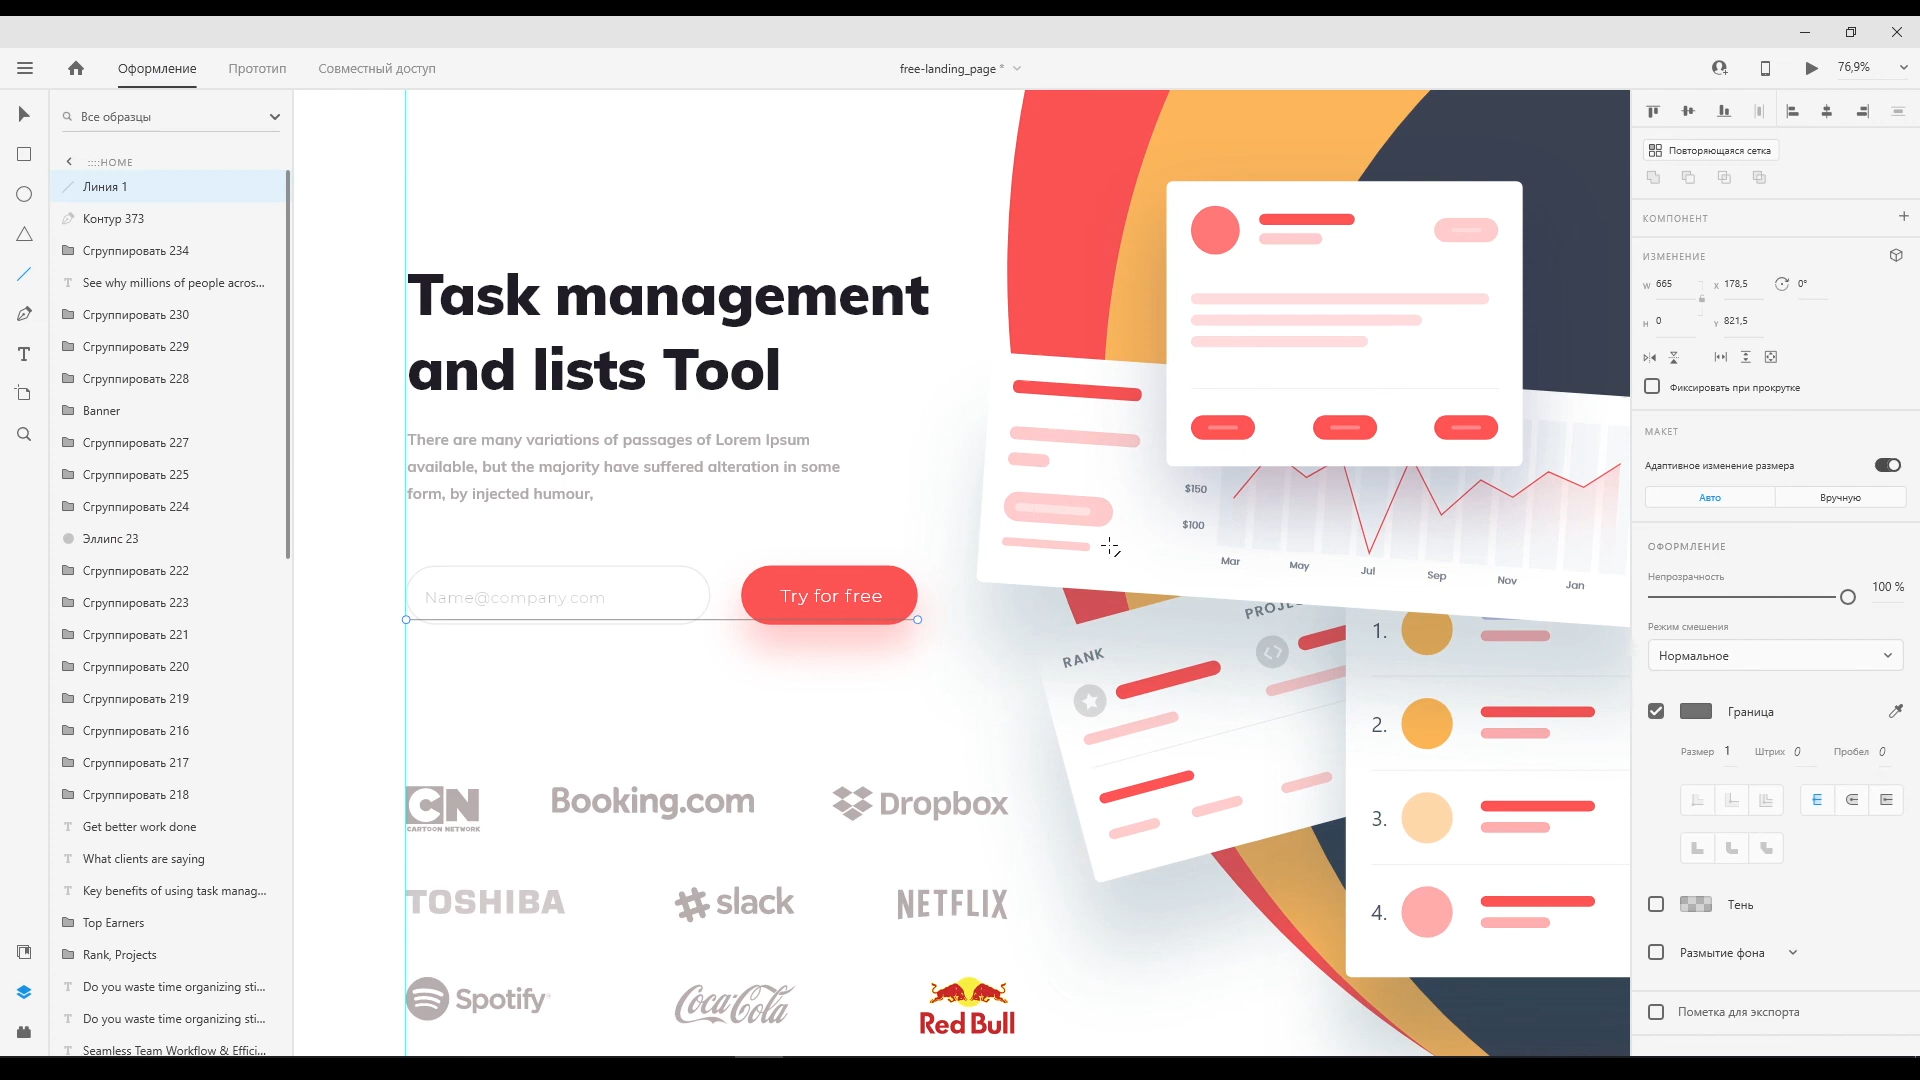 Оформление
Прототип
Совместный доступ
free-landing_page *
76,9%
Все образцы
::::HOME
Линия 1
Контур 373
Сгруппировать 234
See why millions of people acros...
Сгруппировать 230
Сгруппировать 229
Сгруппировать 228
Banner
Сгруппировать 227
Сгруппировать 225
Сгруппировать 224
Эллипс 23
Сгруппировать 222
Сгруппировать 223
Сгруппировать 221
Сгруппировать 220
Сгруппировать 219
Сгруппировать 216
Сгруппировать 217
Сгруппировать 218
Get better work done
What clients are saying
Key benefits of using task manag...
Top Earners
Rank, Projects
Do you waste time organizing sti...
Do you waste time organizing sti...
Seamless Team Workflow & Effici...
Task management
and lists Tool
There are many variations of passages of Lorem Ipsum
available, but the majority have suffered alteration in some
form, by injected humour,
Name@company.com
Try for free
CN
CARTOON NETWORK
Booking.com
Dropbox
TOSHIBA
slack
NETFLIX
Spotify
Coca-Cola
Red Bull
$150
$100
Mar
May
Jul
Sep
Nov
Jan
RANK
1.
2.
3.
4.
Повторяющаяся сетка
КОМПОНЕНТ
ИЗМЕНЕНИЕ
W 665
X 178,5
0°
H 0
Y 821,5
Фиксировать при прокрутке
МАКЕТ
Адаптивное изменение размера
Авто
Вручную
ОФОРМЛЕНИЕ
Непрозрачность
100 %
Режим смешения
Нормальное
Граница
Размер 1
Штрих 0
Пробел 0
Тень
Размытие фона
Пометка для экспорта